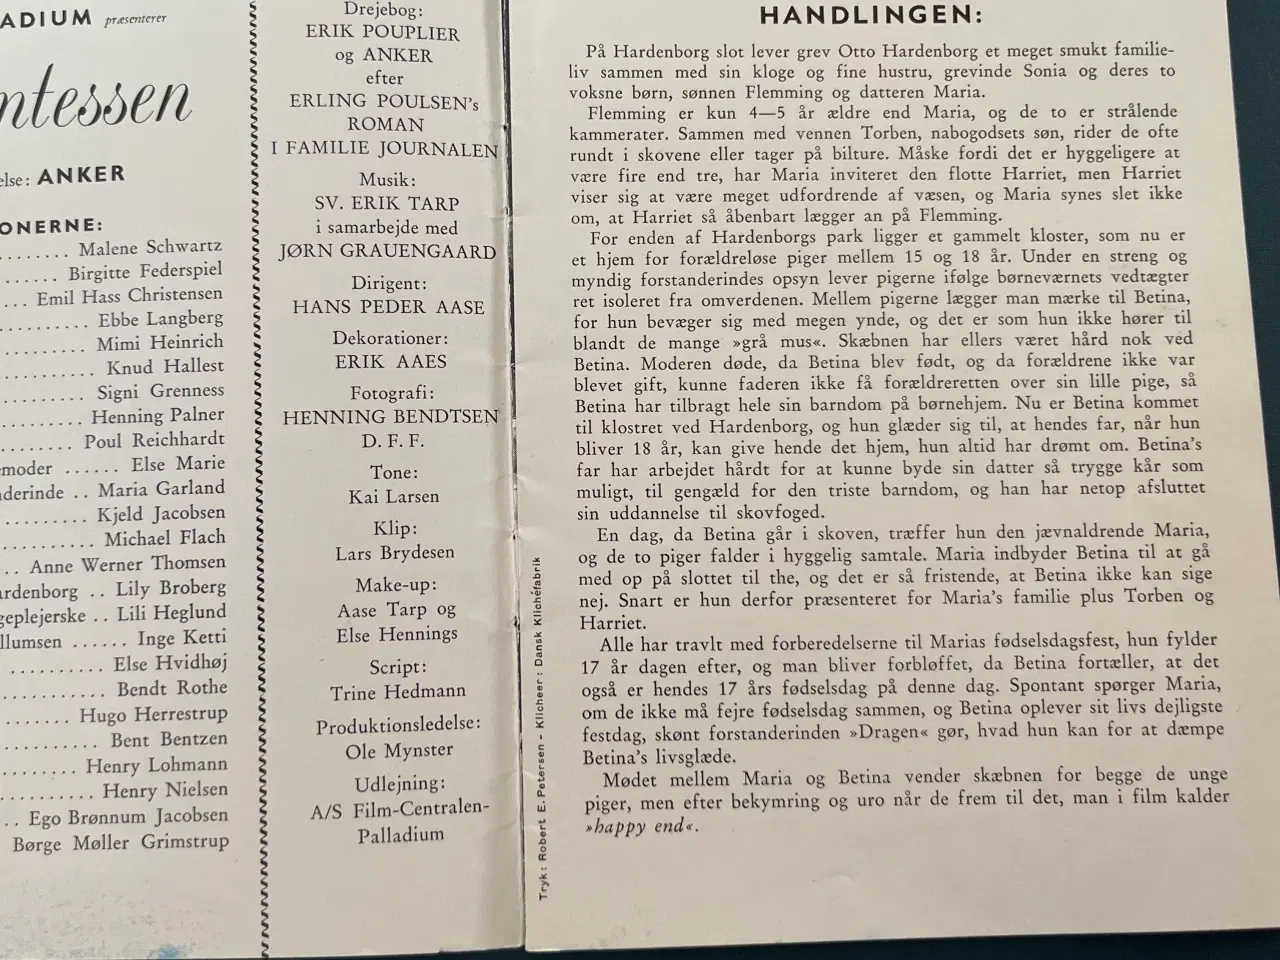 ADIUM præsenterer
ntessen
else: ANKER
ONERNE:
......... Malene Schwartz
...... Birgitte Federspiel
... Emil Hass Christensen
.......... Ebbe Langberg
......... Mimi Heinrich
......... Knud Hallest
......... Signi Grenness
......... Henning Palner
........ Poul Reichhardt
moder ...... Else Marie
derinde .. Maria Garland
......... Kjeld Jacobsen
.......... Michael Flach
.. Anne Werner Thomsen
rdenborg .. Lily Broberg
geplejerske .. Lili Heglund
llumsen ...... Inge Ketti
.......... Else Hvidhøj
........... Bendt Rothe
....... Hugo Herrestrup
.......... Bent Bentzen
........ Henry Lohmann
.......... Henry Nielsen
.. Ego Brønnum Jacobsen
Børge Møller Grimstrup
Drejebog:
ERIK POUPLIER
og ANKER
efter
ERLING POULSEN's
ROMAN
I FAMILIE JOURNALEN
Musik:
SV. ERIK TARP
i samarbejde med
JØRN GRAUENGAARD
Dirigent:
HANS PEDER AASE
Dekorationer:
ERIK AAES
Fotografi:
HENNING BENDTSEN
D. F. F.
Tone:
Kai Larsen
Klip:
Lars Brydesen
Make-up:
Aase Tarp og
Else Hennings
Script:
Trine Hedmann
Produktionsledelse:
Ole Mynster
Udlejning:
A/S Film-Centralen-
Palladium
Tryk: Robert E. Petersen - Klicheer: Dansk Klichéfabrik
HANDLINGEN:
På Hardenborg slot lever grev Otto Hardenborg et meget smukt familie-
liv sammen med sin kloge og fine hustru, grevinde Sonia og deres to
voksne børn, sønnen Flemming og datteren Maria.
Flemming er kun 4—5 år ældre end Maria, og de to er strålende
kammerater. Sammen med vennen Torben, nabogodsets søn, rider de ofte
rundt i skovene eller tager på bilture. Måske fordi det er hyggeligere at
være fire end tre, har Maria inviteret den flotte Harriet, men Harriet
viser sig at være meget udfordrende af væsen, og Maria synes slet ikke
om, at Harriet så åbenbart lægger an på Flemming.
For enden af Hardenborgs park ligger et gammelt kloster, som nu er
et hjem for forældreløse piger mellem 15 og 18 år. Under en streng og
myndig forstanderindes opsyn lever pigerne ifølge børneværnets vedtægter
ret isoleret fra omverdenen. Mellem pigerne lægger man mærke til Betina,
for hun bevæger sig med megen ynde, og det er som hun ikke hører til
blandt de mange »grå mus«. Skæbnen har ellers været hård nok ved
Betina. Moderen døde, da Betina blev født, og da forældrene ikke var
blevet gift, kunne faderen ikke få forældreretten over sin lille pige, så
Betina har tilbragt hele sin barndom på børnehjem. Nu er Betina kommet
til klostret ved Hardenborg, og hun glæder sig til, at hendes far, når hun
bliver 18 år, kan give hende det hjem, hun altid har drømt om. Betina's
far har arbejdet hårdt for at kunne byde sin datter så trygge kår som
muligt, til gengæld for den triste barndom, og han har netop afsluttet
sin uddannelse til skovfoged.
En dag, da Betina går i skoven, træffer hun den jævnaldrende Maria,
og de to piger falder i hyggelig samtale. Maria indbyder Betina til at gå
med op på slottet til the, og det er så fristende, at Betina ikke kan sige
nej. Snart er hun derfor præsenteret for Maria's familie plus Torben og
Harriet.
Alle har travlt med forberedelserne til Marias fødselsdagsfest, hun fylder
17 år dagen efter, og man bliver forbløffet, da Betina fortæller, at det
også er hendes 17 års fødselsdag på denne dag. Spontant spørger Maria,
om de ikke må fejre fødselsdag sammen, og Betina oplever sit livs dejligste
festdag, skønt forstanderinden »Dragen« gør, hvad hun kan for at dæmpe
Betina's livsglæde.
Mødet mellem Maria og Betina vender skæbnen for begge de unge
piger, men efter bekymring og uro når de frem til det, man i film kalder
»happy end«.